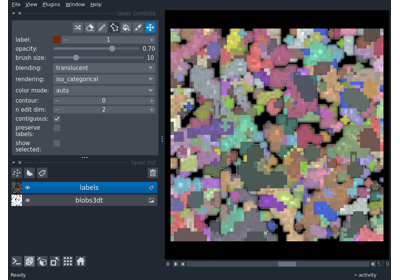 File View Plugins Window Help
layer controls
label: 1
opacity: 0.70
brush size: 10
blending: translucent
rendering: iso_categorical
color mode: auto
contour: 0
n edit dim: 2
contiguous:
preserve
labels:
show
selected:
layer list
labels
blobs3dt
Ready
activity